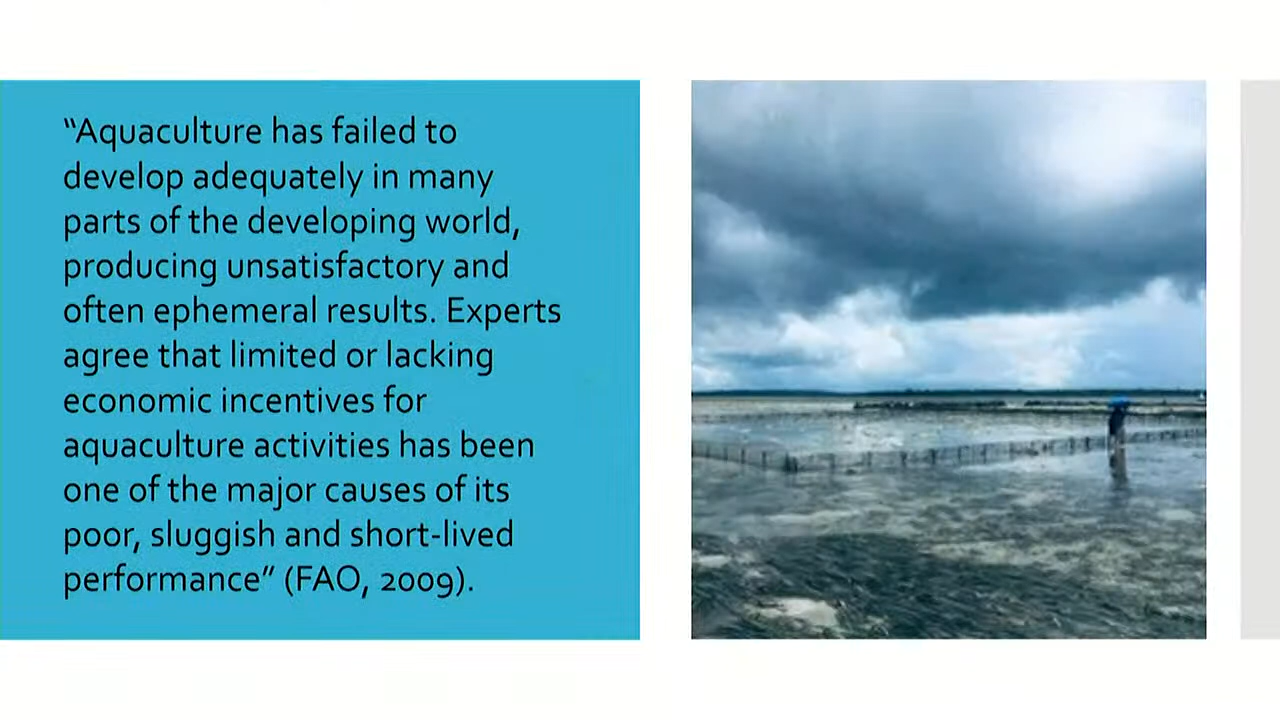 “Aquaculture has failed to
develop adequately in many
parts of the developing world,
producing unsatisfactory and
often ephemeral results. Experts
agree that limited or lacking
economic incentives for
aquaculture activities has been
one of the major causes of its
poor, sluggish and short-lived
performance” (FAO, 2009).